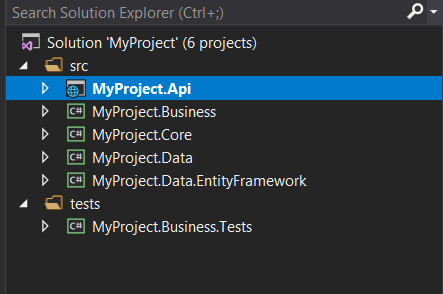 Search Solution Explorer (Ctrl+;)
Solution 'MyProject' (6 projects)
src
MyProject.Api
C# MyProject.Business
C# MyProject.Core
C# MyProject.Data
C# MyProject.Data.EntityFramework
tests
C# MyProject.Business.Tests